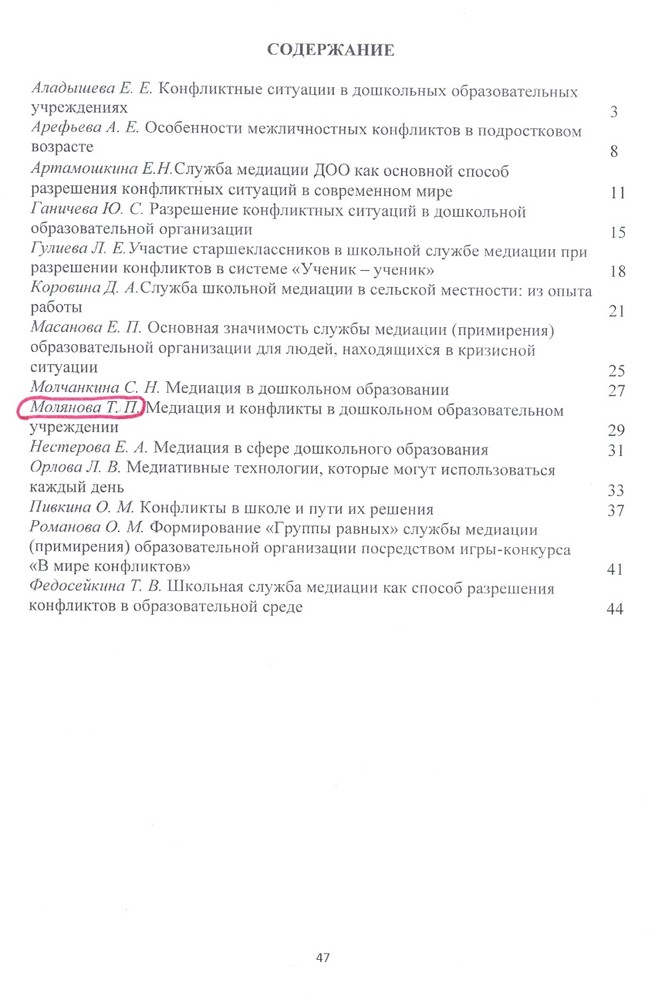 СОДЕРЖАНИЕ
Аладышева Е. Е. Конфликтные ситуации в дошкольных образовательных
учреждениях 3
Арефьева А. Е. Особенности межличностных конфликтов в подростковом
возрасте 8
Артамошкина Е.Н.Служба медиации ДОО как основной способ
разрешения конфликтных ситуаций в современном мире 11
Ганичева Ю. С. Разрешение конфликтных ситуаций в дошкольной
образовательной организации 15
Гулиева Л. Е.Участие старшеклассников в школьной службе медиации при
разрешении конфликтов в системе «Ученик – ученик» 18
Коровина Д. А.Служба школьной медиации в сельской местности: из опыта
работы 21
Масанова Е. П. Основная значимость службы медиации (примирения)
образовательной организации для людей, находящихся в кризисной
ситуации 25
Молчанкина С. Н. Медиация в дошкольном образовании 27
Молянова Т. П. Медиация и конфликты в дошкольном образовательном
учреждении 29
Нестерова Е. А. Медиация в сфере дошкольного образования 31
Орлова Л. В. Медиативные технологии, которые могут использоваться
каждый день 33
Пивкина О. М. Конфликты в школе и пути их решения 37
Романова О. М. Формирование «Группы равных» службы медиации
(примирения) образовательной организации посредством игры-конкурса
«В мире конфликтов» 41
Федосейкина Т. В. Школьная служба медиации как способ разрешения
конфликтов в образовательной среде 44
47